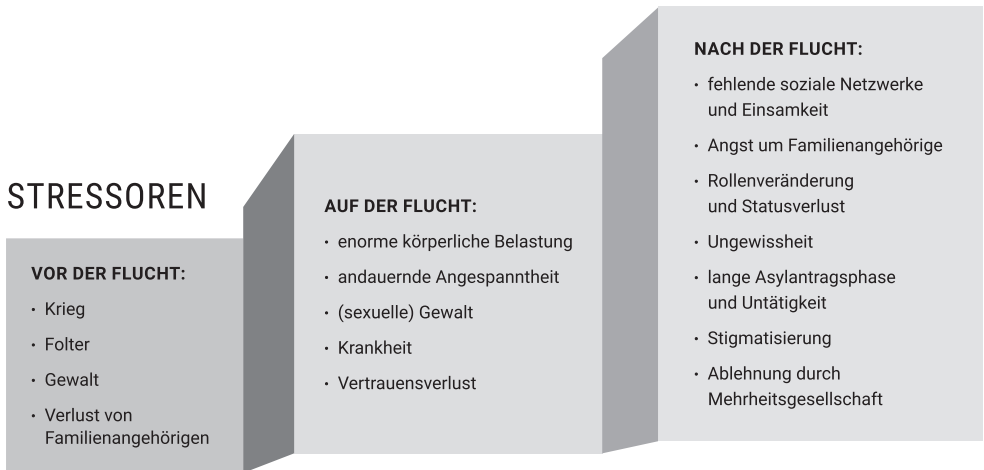 STRESSOREN
VOR DER FLUCHT:
• Krieg
• Folter
• Gewalt
• Verlust von
Familienangehörigen
AUF DER FLUCHT:
• enorme körperliche Belastung
• andauernde Angespanntheit
• (sexuelle) Gewalt
• Krankheit
• Vertrauensverlust
NACH DER FLUCHT:
• fehlende soziale Netzwerke
und Einsamkeit
• Angst um Familienangehörige
• Rollenveränderung
und Statusverlust
• Ungewissheit
• lange Asylantragsphase
und Untätigkeit
• Stigmatisierung
• Ablehnung durch
Mehrheitsgesellschaft